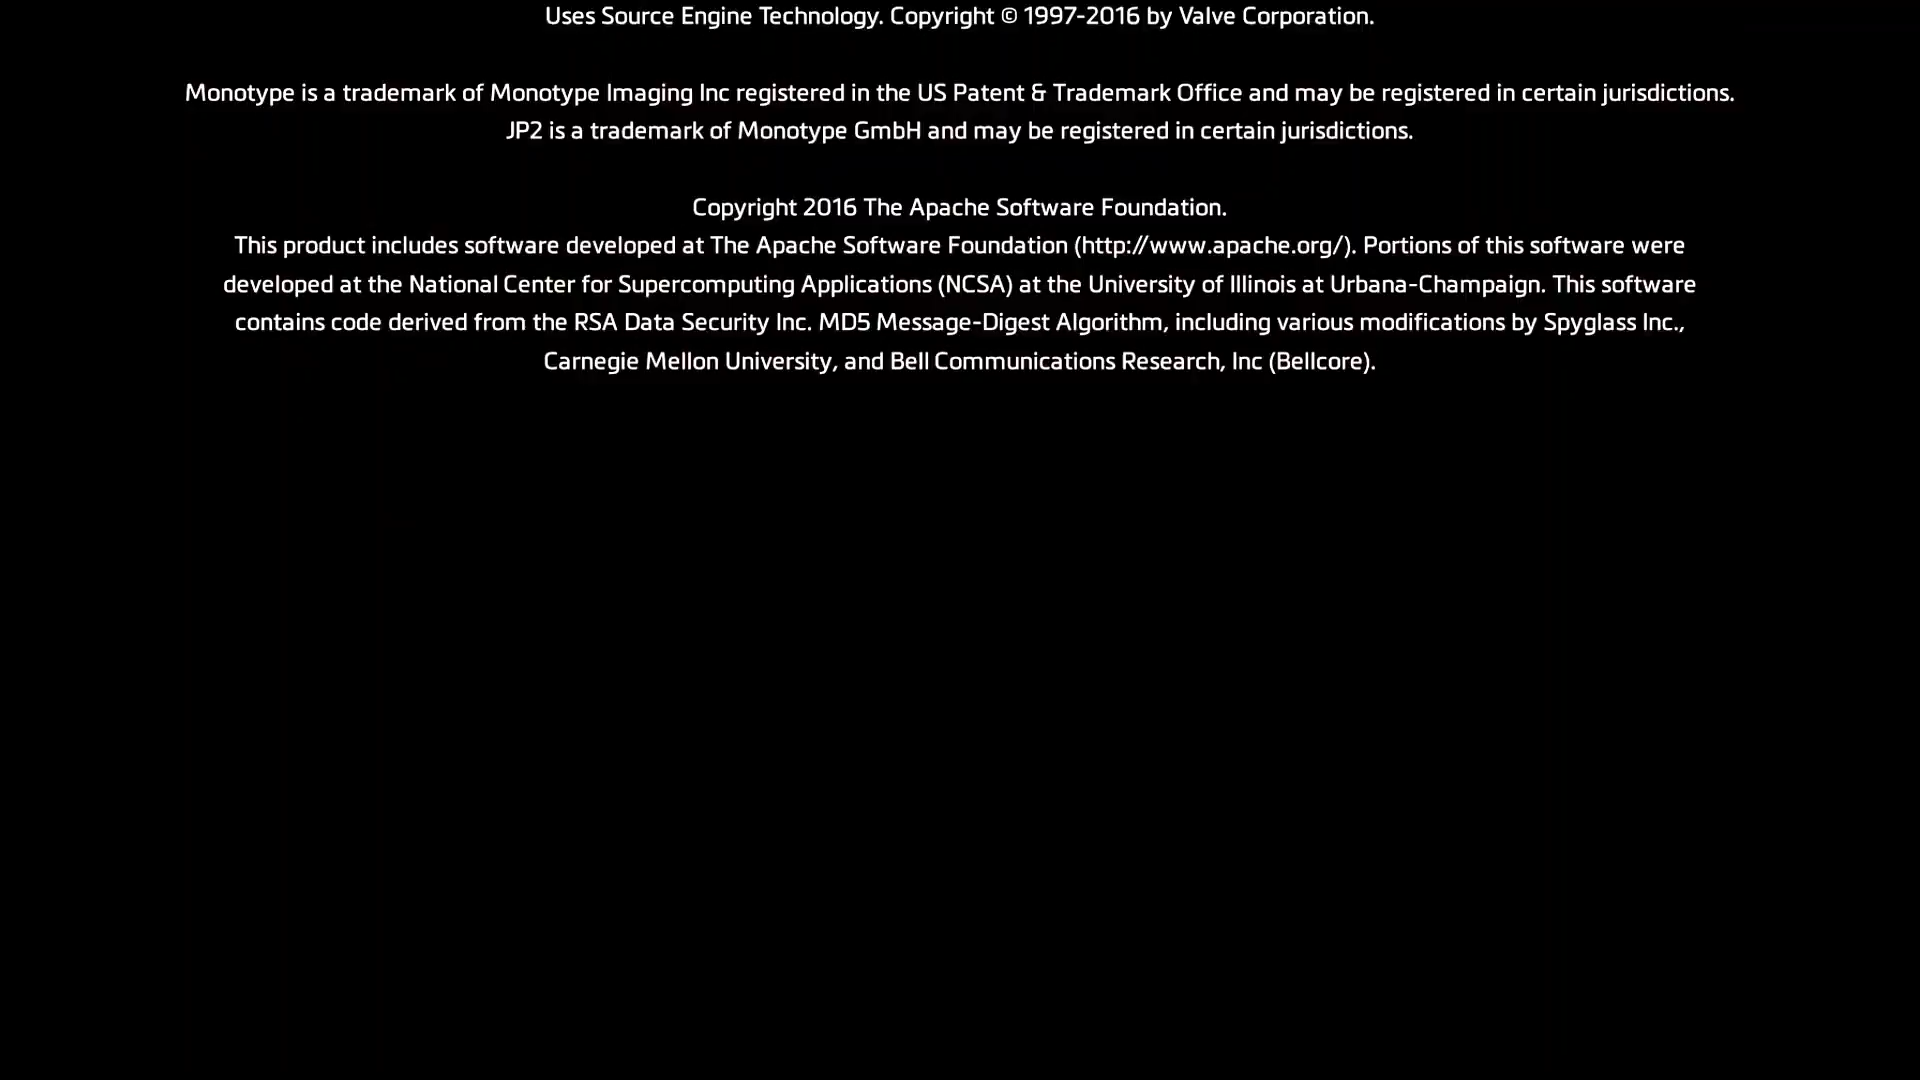 Uses Source Engine Technology. Copyright © 1997-2016 by Valve Corporation.
Monotype is a trademark of Monotype Imaging Inc registered in the US Patent & Trademark Office and may be registered in certain jurisdictions.
JP2 is a trademark of Monotype GmbH and may be registered in certain jurisdictions.
Copyright 2016 The Apache Software Foundation.
This product includes software developed at The Apache Software Foundation (http://www.apache.org/). Portions of this software were
developed at the National Center for Supercomputing Applications (NCSA) at the University of Illinois at Urbana-Champaign. This software
contains code derived from the RSA Data Security Inc. MD5 Message-Digest Algorithm, including various modifications by Spyglass Inc.,
Carnegie Mellon University, and Bell Communications Research, Inc (Bellcore).